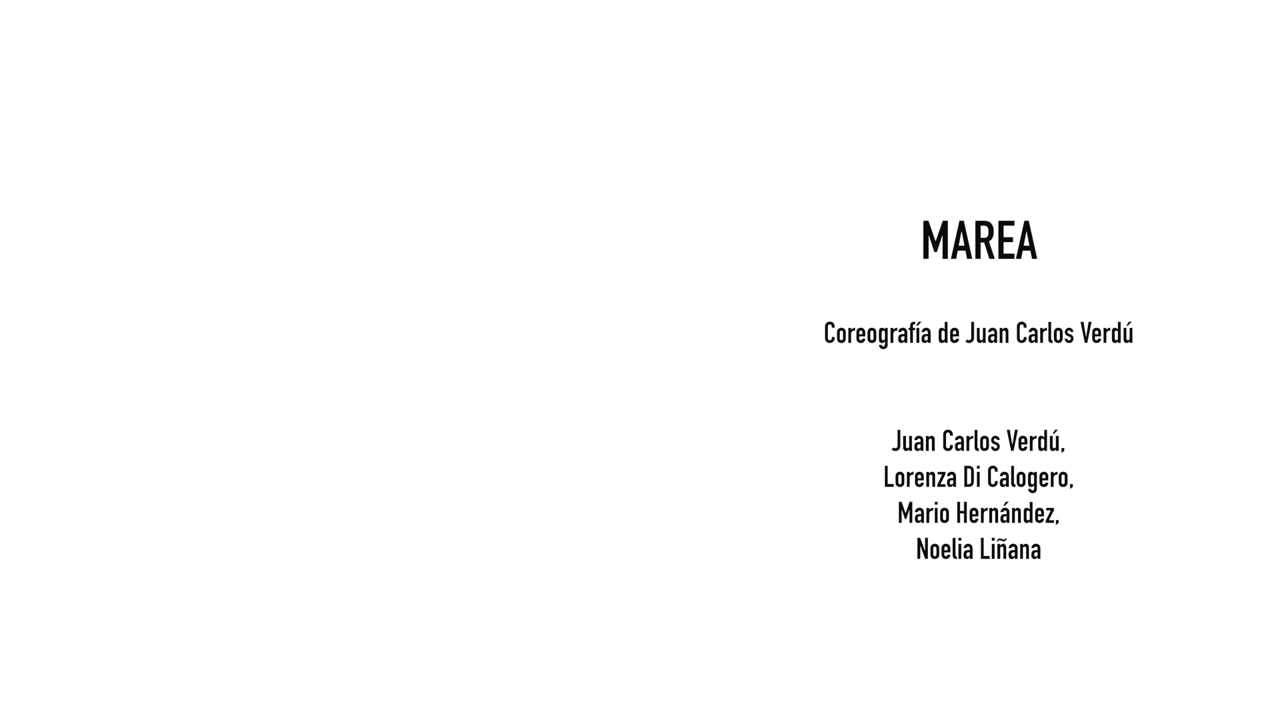 MAREA
Coreografía de Juan Carlos Verdú
Juan Carlos Verdú,
Lorenza Di Calogero,
Mario Hernández,
Noelia Liñana